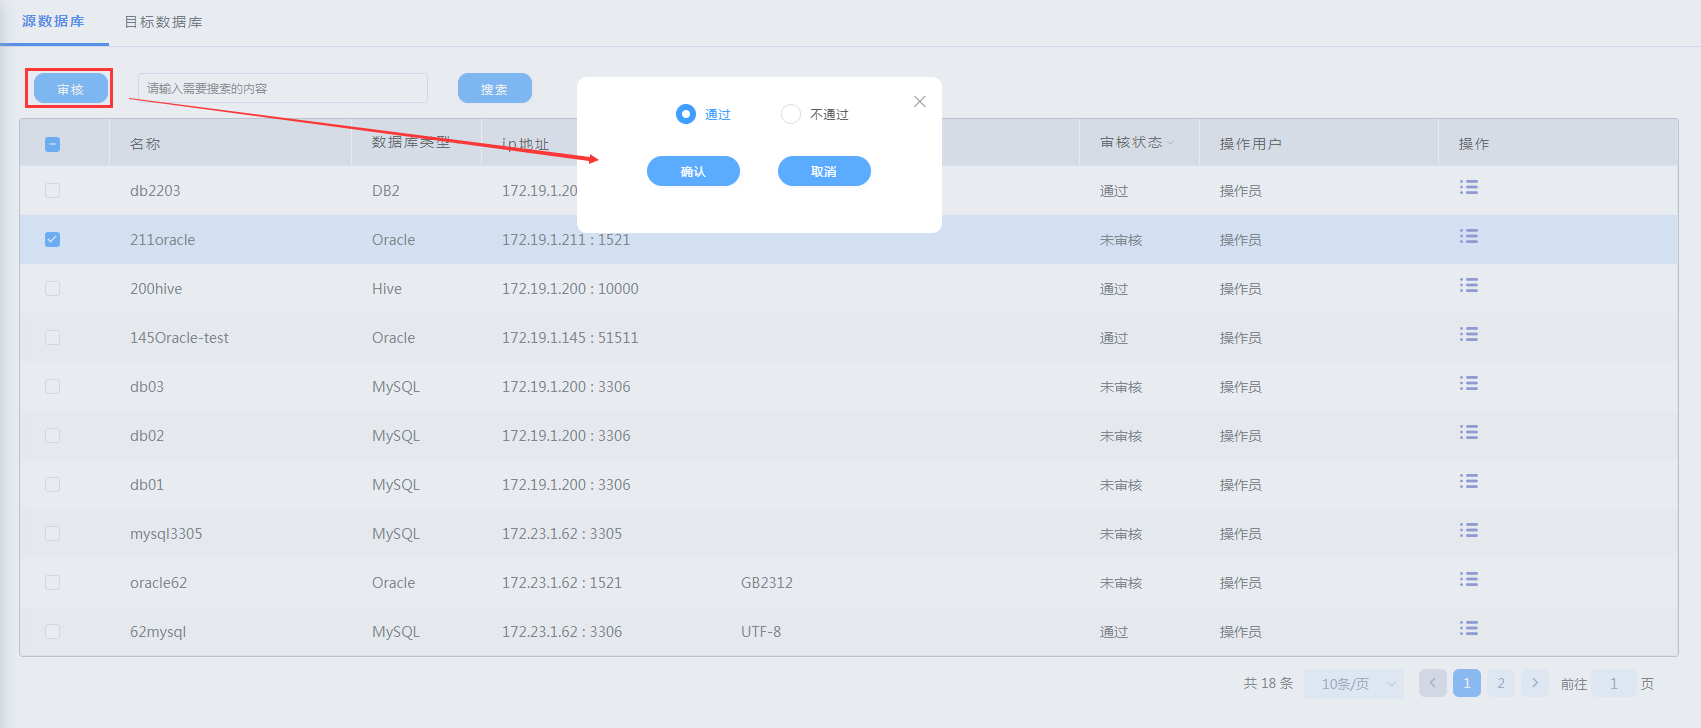 源数据库 目标数据库
审核 请输入需要搜索的内容 搜索
通过 不通过
确认 取消
名称 数据库类型 ip地址 审核状态 操作用户 操作
db2203 DB2 172.19.1.20 通过 操作员
211oracle Oracle 172.19.1.211 : 1521 未审核 操作员
200hive Hive 172.19.1.200 : 10000 通过 操作员
145Oracle-test Oracle 172.19.1.145 : 51511 通过 操作员
db03 MySQL 172.19.1.200 : 3306 未审核 操作员
db02 MySQL 172.19.1.200 : 3306 未审核 操作员
db01 MySQL 172.19.1.200 : 3306 未审核 操作员
mysql3305 MySQL 172.23.1.62 : 3305 未审核 操作员
oracle62 Oracle 172.23.1.62 : 1521 GB2312 未审核 操作员
62mysql MySQL 172.23.1.62 : 3306 UTF-8 通过 操作员
共 18 条 10条/页 1 2 前往 1 页